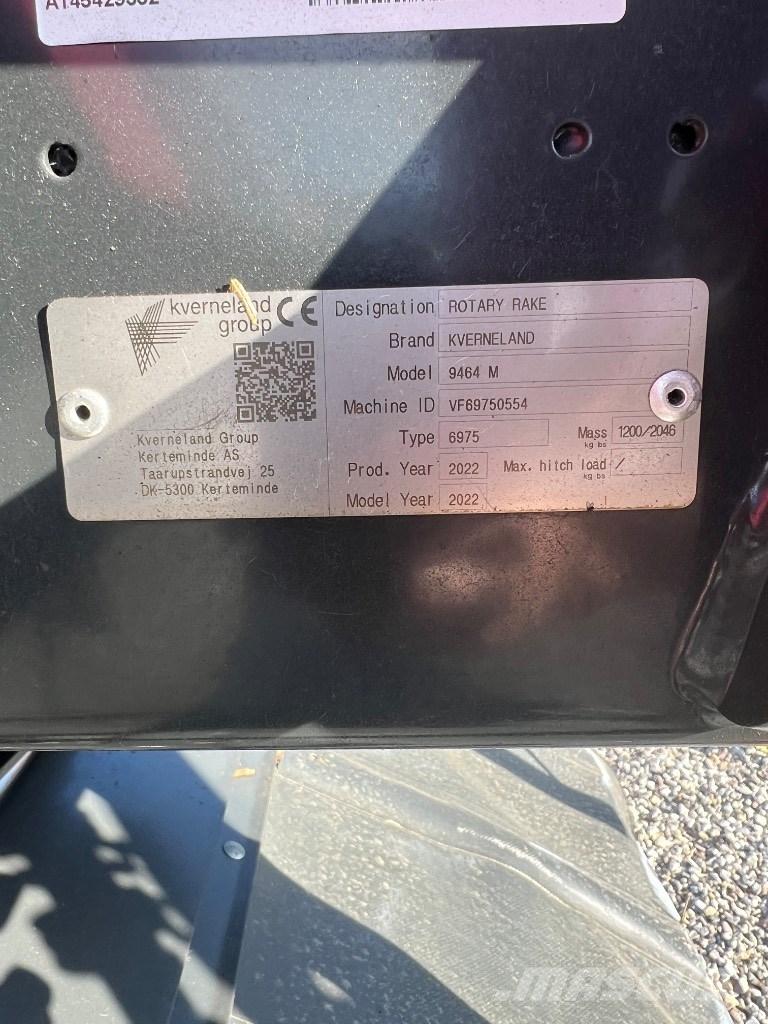 kverneland
group CE
Kverneland Group
Kerteminde AS
Taarupstrandvej 25
DK-5300 Kerteminde
Designation ROTARY RAKE
Brand KVERNELAND
Model 9464 M
Machine ID VF69750554
Type 6975 Mass kg lbs 1200/2046
Prod. Year 2022 Max. hitch load kg lbs /
Model Year 2022
MASCUS